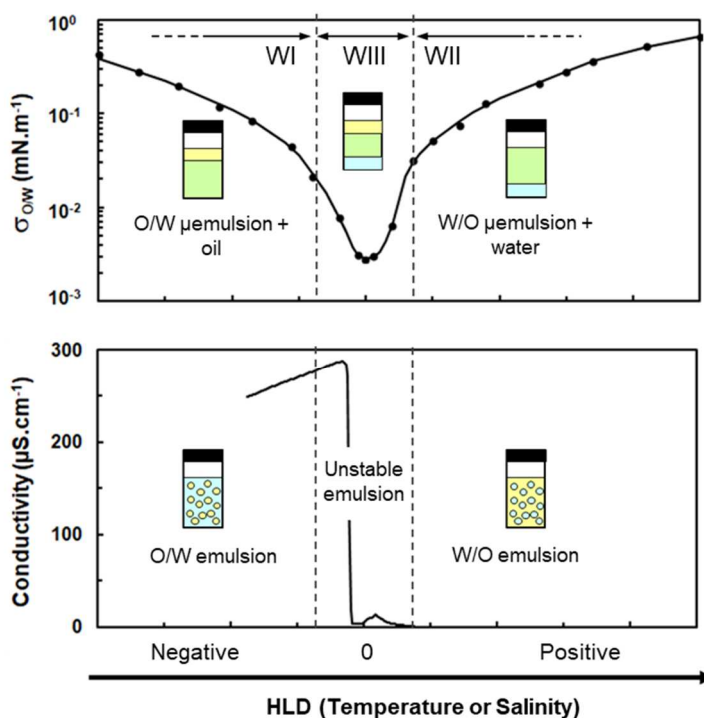 10⁰
10⁻¹
10⁻²
10⁻³
σO/W (mN.m⁻¹)
WI
WIII
WII
O/W µemulsion +
oil
W/O µemulsion +
water
300
200
100
0
Conductivity (µS.cm⁻¹)
Unstable
emulsion
O/W emulsion
W/O emulsion
Negative
0
Positive
HLD (Temperature or Salinity)